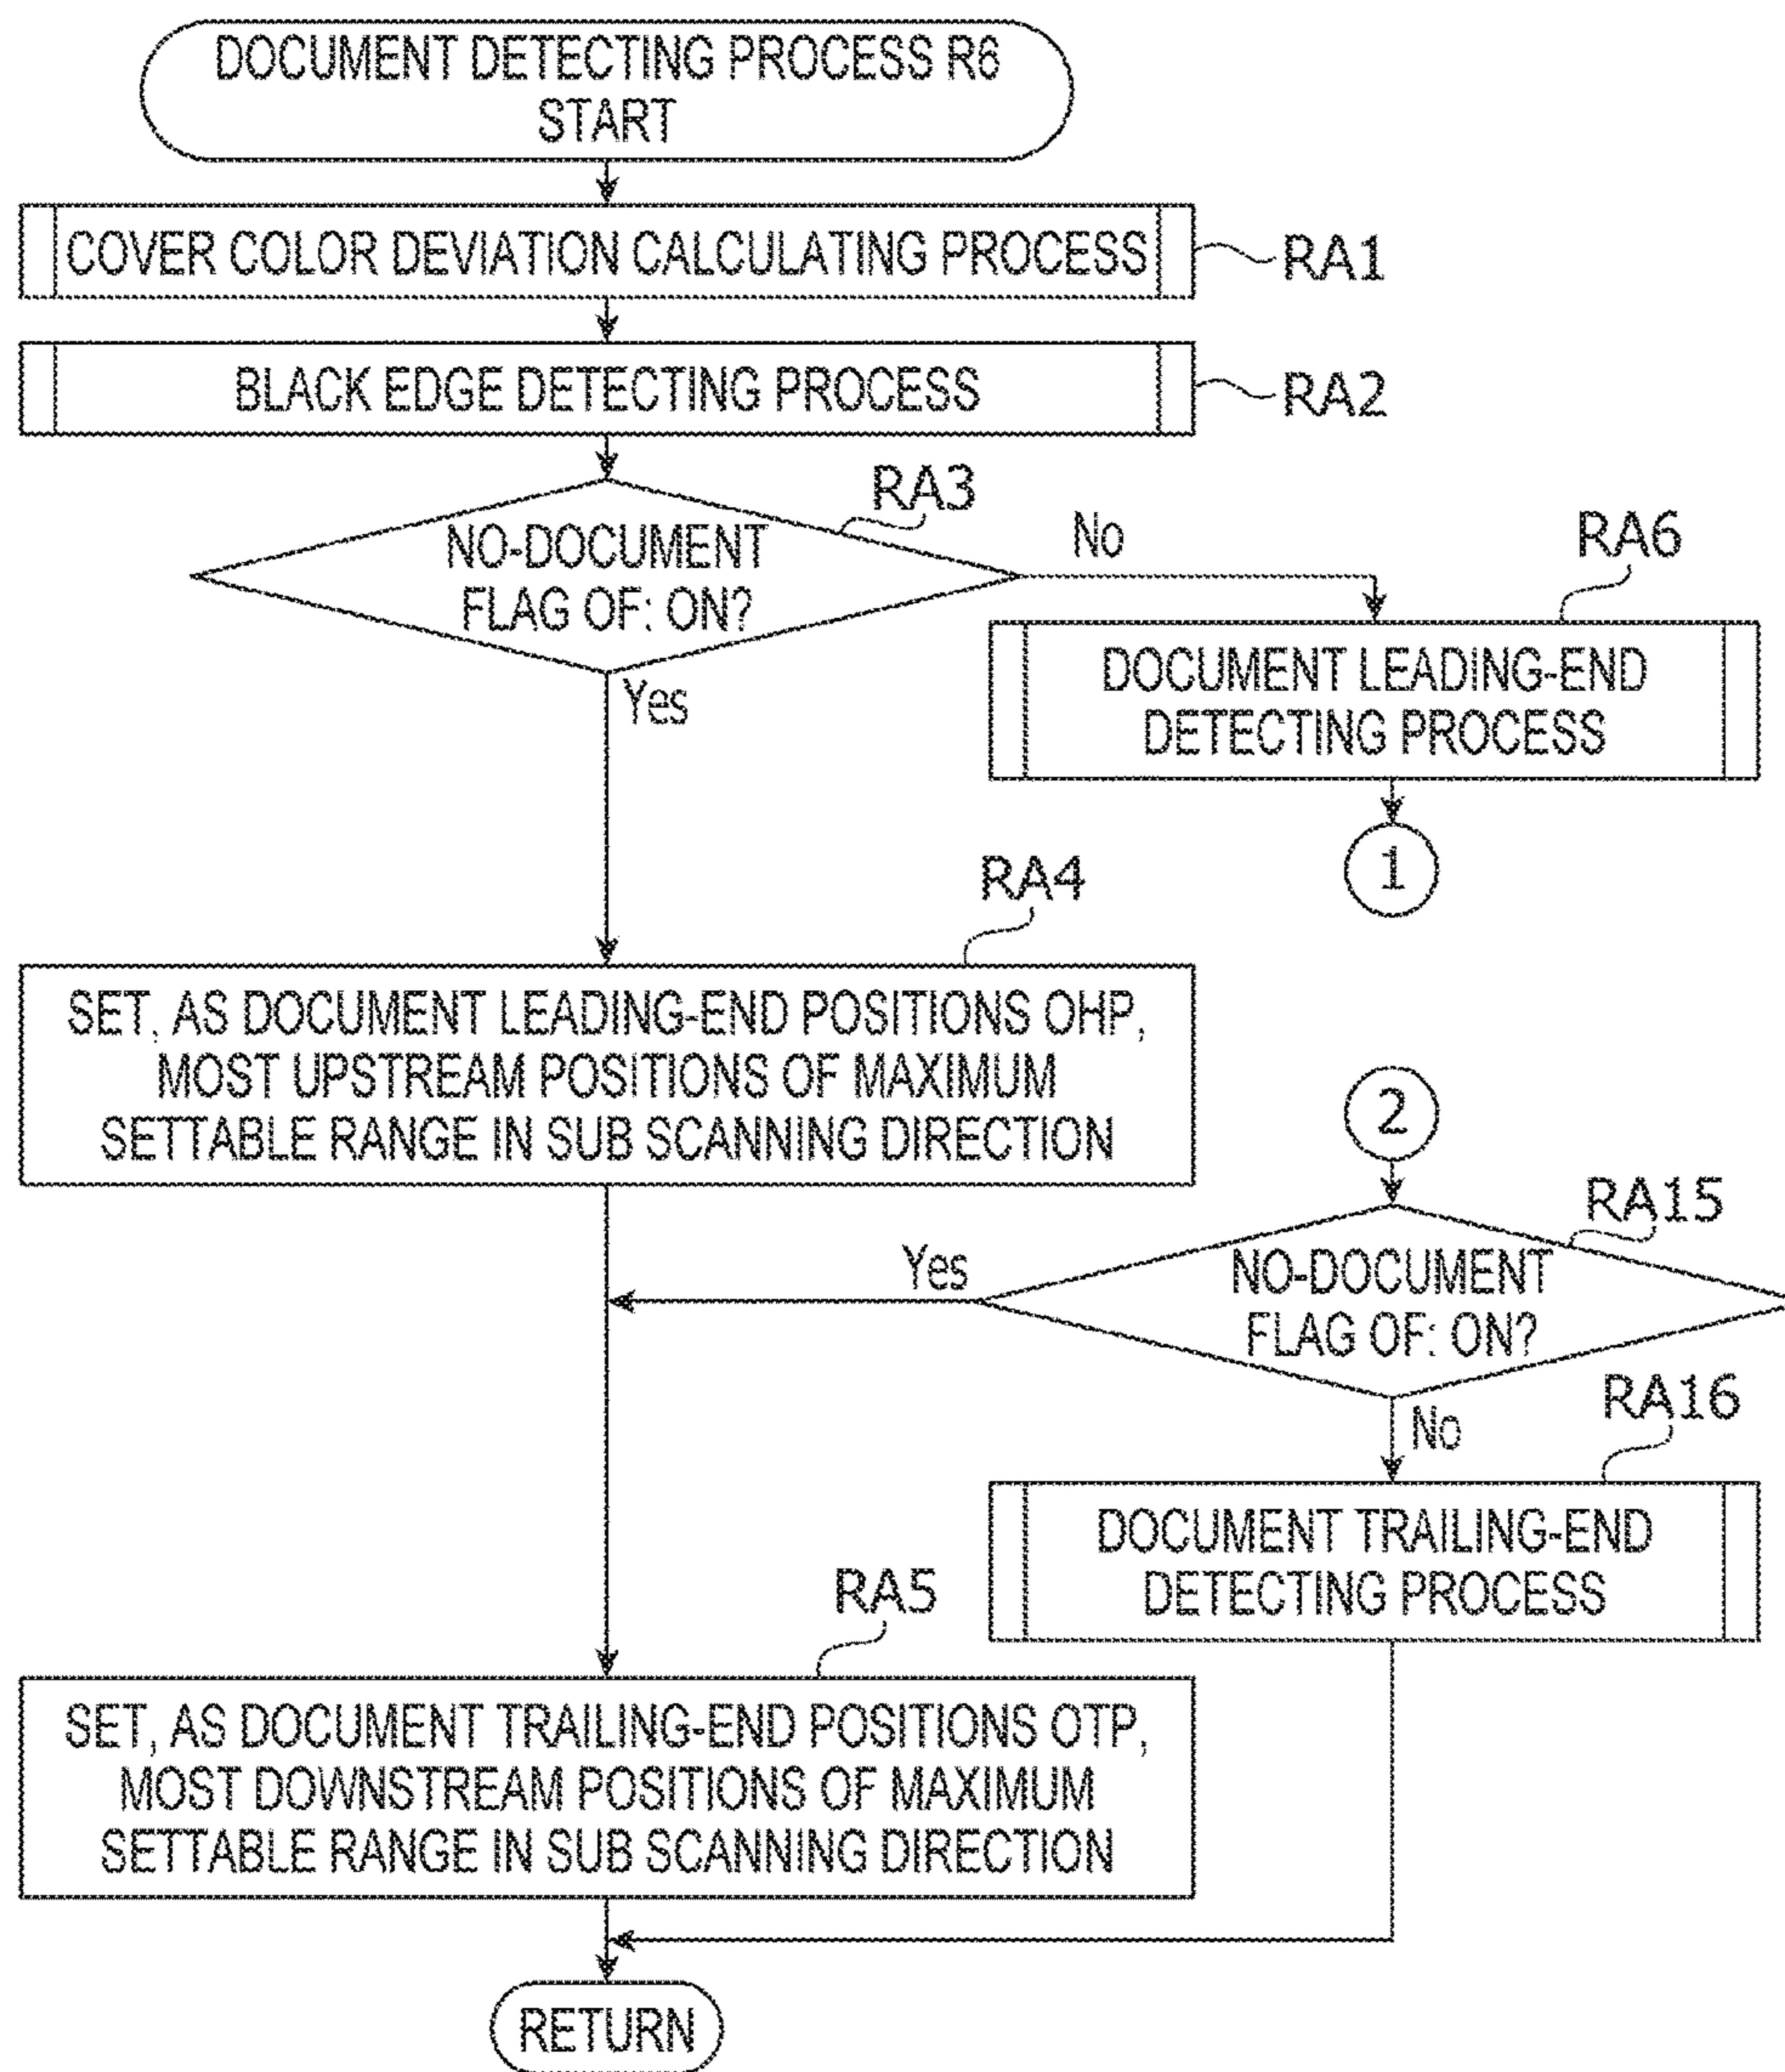 DOCUMENT DETECTING PROCESS R6
START
COVER COLOR DEVIATION CALCULATING PROCESS
RA1
BLACK EDGE DETECTING PROCESS
RA2
RA3
NO-DOCUMENT
FLAG OF: ON?
No
Yes
RA6
DOCUMENT LEADING-END
DETECTING PROCESS
1
RA4
SET, AS DOCUMENT LEADING-END POSITIONS OHP,
MOST UPSTREAM POSITIONS OF MAXIMUM
SETTABLE RANGE IN SUB SCANNING DIRECTION
2
RA15
NO-DOCUMENT
FLAG OF: ON?
Yes
No
RA16
DOCUMENT TRAILING-END
DETECTING PROCESS
RA5
SET, AS DOCUMENT TRAILING-END POSITIONS OTP,
MOST DOWNSTREAM POSITIONS OF MAXIMUM
SETTABLE RANGE IN SUB SCANNING DIRECTION
RETURN